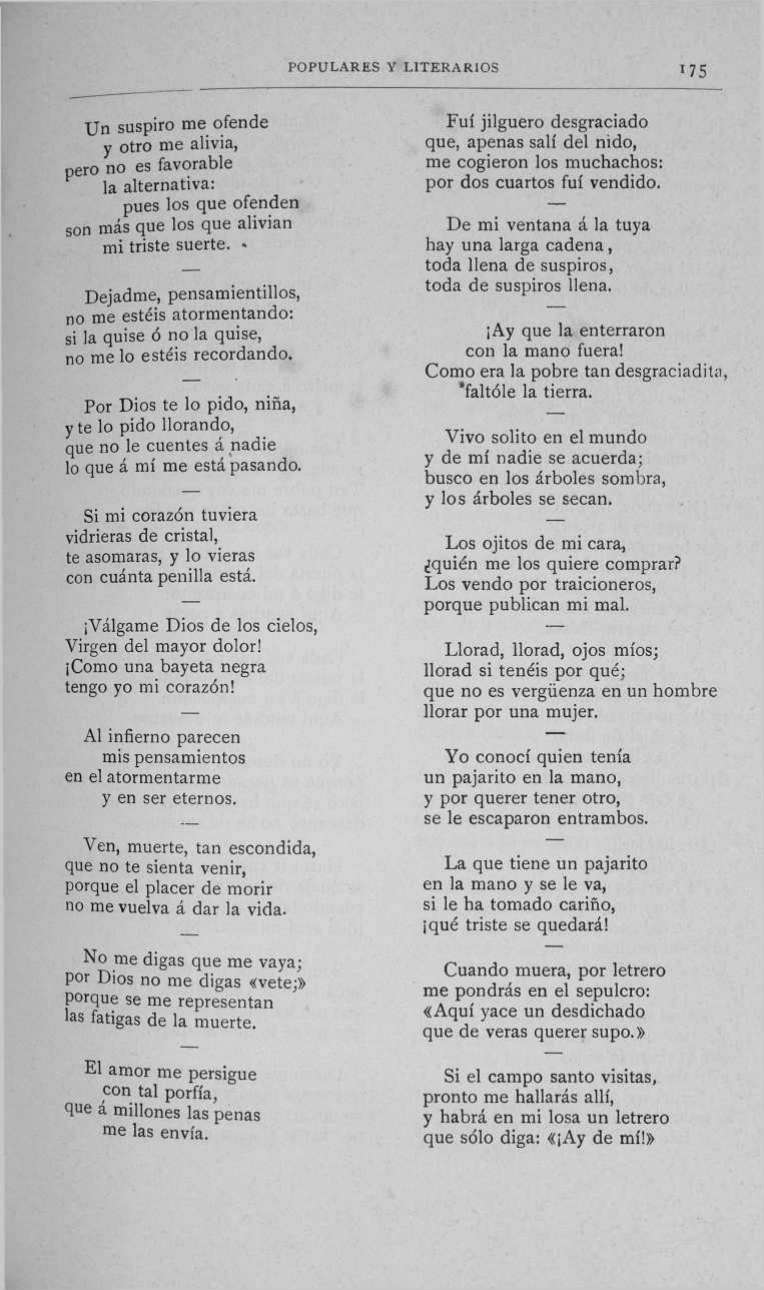 POPULARES Y LITERARIOS 175
Un suspiro me ofende
y otro me alivia,
pero no es favorable
la alternativa:
pues los que ofenden
son más que los que alivian
mi triste suerte.
Dejadme, pensamientillos,
no me estéis atormentando:
si la quise ó no la quise,
no me lo estéis recordando.
Por Dios te lo pido, niña,
y te lo pido llorando,
que no le cuentes á nadie
lo que á mí me está pasando.
Si mi corazón tuviera
vidrieras de cristal,
te asomaras, y lo vieras
con cuánta penilla está.
¡Válgame Dios de los cielos,
Virgen del mayor dolor!
¡Como una bayeta negra
tengo yo mi corazón!
Al infierno parecen
mis pensamientos
en el atormentarme
y en ser eternos.
Ven, muerte, tan escondida,
que no te sienta venir,
porque el placer de morir
no me vuelva á dar la vida.
No me digas que me vaya;
por Dios no me digas «vete;»
porque se me representan
las fatigas de la muerte.
El amor me persigue
con tal porfía,
que á millones las penas
me las envía.
Fuí jilguero desgraciado
que, apenas salí del nido,
me cogieron los muchachos:
por dos cuartos fuí vendido.
De mi ventana á la tuya
hay una larga cadena,
toda llena de suspiros,
toda de suspiros llena.
¡Ay que la enterraron
con la mano fuera!
Como era la pobre tan desgraciadita,
faltóle la tierra.
Vivo solito en el mundo
y de mí nadie se acuerda;
busco en los árboles sombra,
y los árboles se secan.
Los ojitos de mi cara,
¿quién me los quiere comprar?
Los vendo por traicioneros,
porque publican mi mal.
Llorad, llorad, ojos míos;
llorad si tenéis por qué;
que no es vergüenza en un hombre
llorar por una mujer.
Yo conocí quien tenía
un pajarito en la mano,
y por querer tener otro,
se le escaparon entrambos.
La que tiene un pajarito
en la mano y se le va,
si le ha tomado cariño,
¡qué triste se quedará!
Cuando muera, por letrero
me pondrás en el sepulcro:
«Aquí yace un desdichado
que de veras querer supo.»
Si el campo santo visitas,
pronto me hallarás allí,
y habrá en mi losa un letrero
que sólo diga: «¡Ay de mí!»